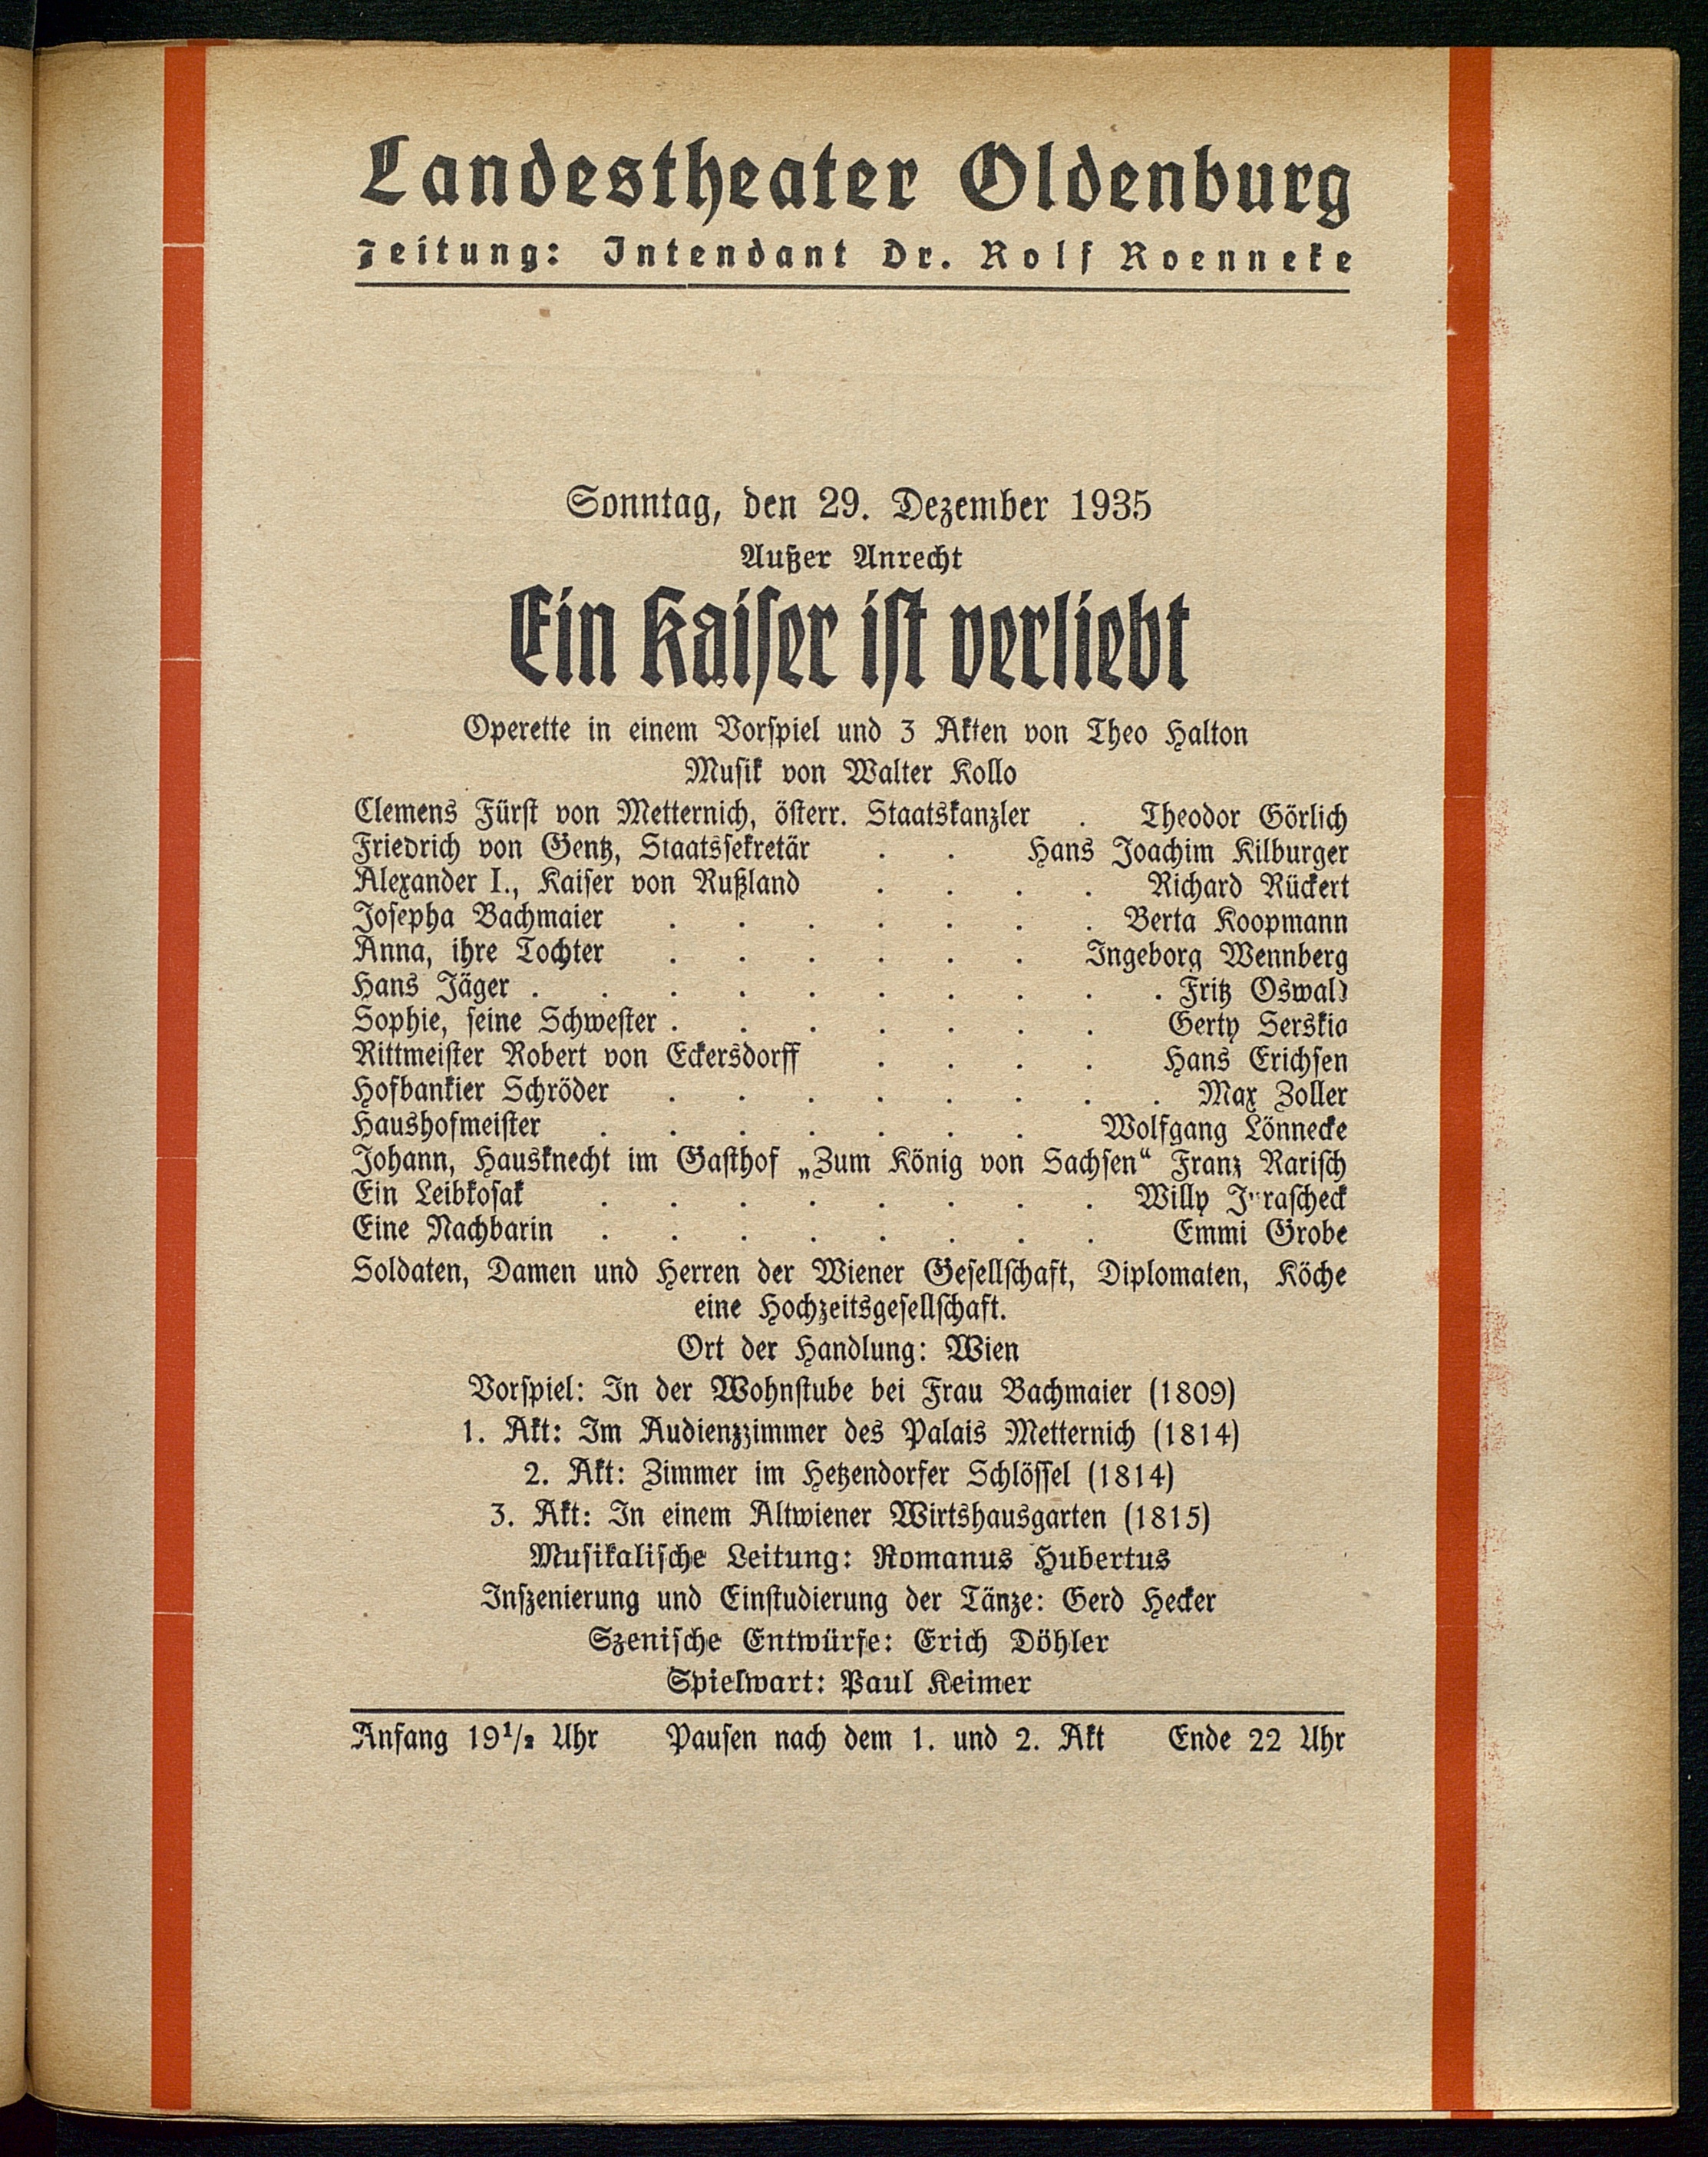 Landestheater Oldenburg
Leitung: Intendant Dr. Rolf Roenneke
Sonntag, den 29. Dezember 1935
Außer Anrecht
Ein Kaiser ist verliebt
Operette in einem Vorspiel und 3 Akten von Theo Halton
Musik von Walter Kollo
Clemens Fürst von Metternich, österr. Staatskanzler . Theodor Görlich
Friedrich von Gentz, Staatssekretär . . Hans Joachim Kilburger
Alexander I., Kaiser von Rußland . . . . Richard Rückert
Josepha Bachmaier . . . . . . . Berta Koopmann
Anna, ihre Tochter . . . . . . Ingeborg Wennberg
Hans Jäger . . . . . . . . . . Fritz Oswald
Sophie, seine Schwester . . . . . . . Gerty Serskia
Rittmeister Robert von Eckersdorff . . . . Hans Erichsen
Hofbankier Schröder . . . . . . . . Max Zoller
Haushofmeister . . . . . . . Wolfgang Lönnecke
Johann, Hausknecht im Gasthof „Zum König von Sachsen“ Franz Rarisch
Ein Leibkosak . . . . . . . . Willy
Eine Nachbarin . . . . . . . . Emmi Grobe
Soldaten, Damen und Herren der Wiener Gesellschaft, Diplomaten, Köche
eine Hochzeitsgesellschaft.
Ort der Handlung: Wien
Vorspiel: In der Wohnstube bei Frau Bachmaier (1809)
1. Akt: Im Audienzzimmer des Palais Metternich (1814)
2. Akt: Zimmer im Hetzendorfer Schlössel (1814)
3. Akt: In einem Altwiener Wirtshausgarten (1815)
Musikalische Leitung: Romanus Hubertus
Inszenierung und Einstudierung der Tänze: Gerd Hecker
Szenische Entwürfe: Erich Döhler
Spielwart: Paul Keimer
Anfang 19½ Uhr Pausen nach dem 1. und 2. Akt Ende 22 Uhr